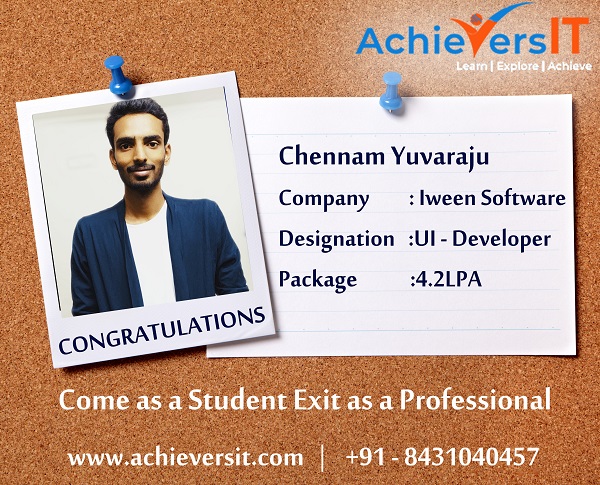 AchieVersIT
Learn | Explore | Achieve
Chennam Yuvaraju
Company : Iween Software
Designation :UI - Developer
Package :4.2LPA
CONGRATULATIONS
Come as a Student Exit as a Professional
www.achieversit.com | +91 - 8431040457